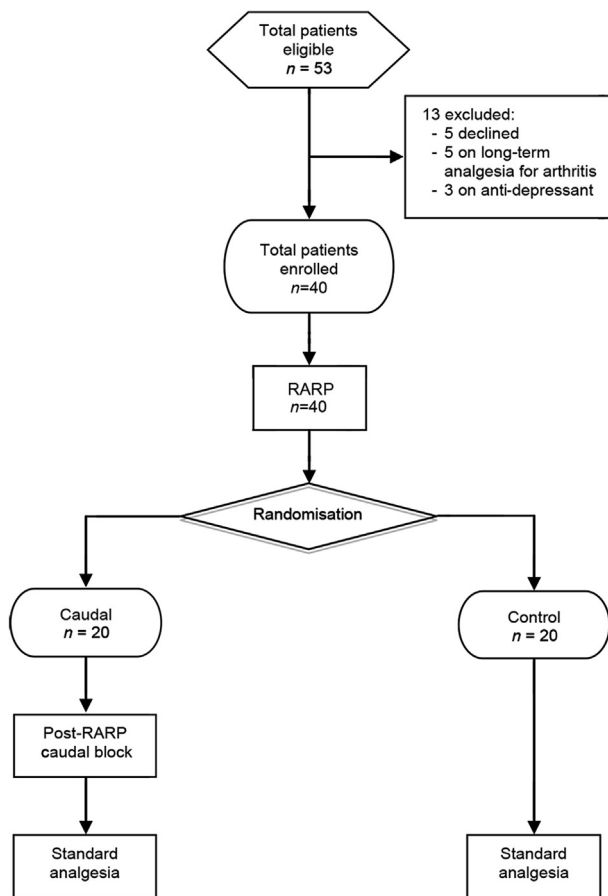 Total patients
eligible
n = 53
13 excluded:
- 5 declined
- 5 on long-term
analgesia for arthritis
- 3 on anti-depressant
Total patients
enrolled
n=40
RARP
n=40
Randomisation
Caudal
n = 20
Control
n = 20
Post-RARP
caudal block
Standard
analgesia
Standard
analgesia